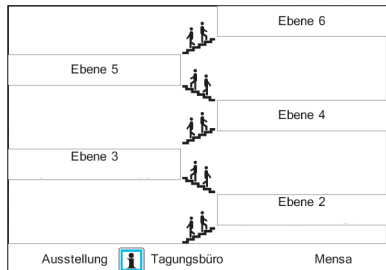 Ebene 6
Ebene 5
Ebene 4
Ebene 3
Ebene 2
Ausstellung i Tagungsbüro Mensa